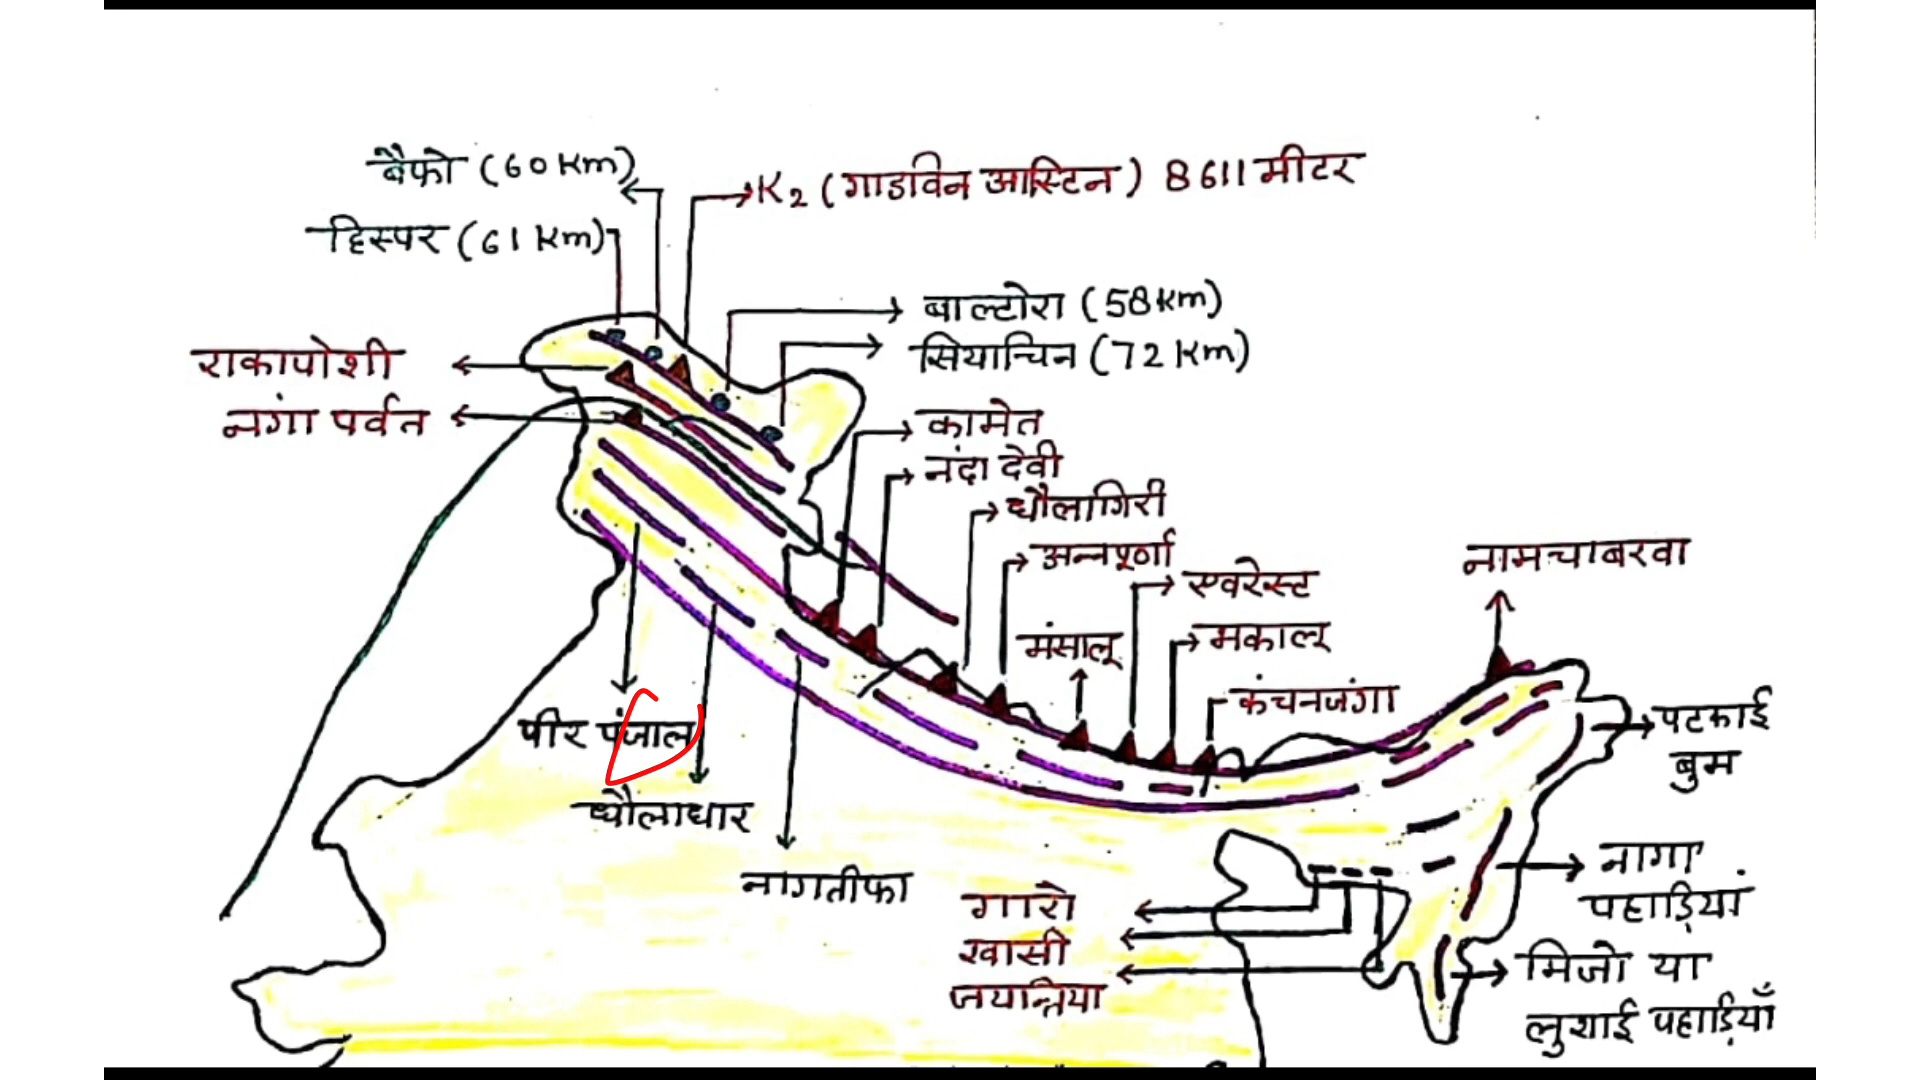 बैफो (60 Km)
K2 (गाडविन आस्टिन) 8611 मीटर
हिस्पर (61 Km)
बाल्टोरा (58 Km)
सियाचिन (72 Km)
राकापोशी
नंगा पर्वत
कामेत
नंदा देवी
धौलागिरी
अन्नपूर्णा
एवरेस्ट
नामचाबरवा
मंसालू
मकालू
कंचनजंगा
पीर पंजाल
पटकाई
बुम
धौलाधार
नागतीफा
नागा
पहाड़ियां
गारो
खासी
जयन्तिया
मिजो या
लुशाई पहाड़ियाँ